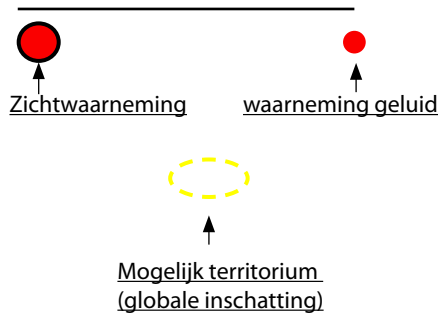 Zichtwaarneming
waarneming geluid
Mogelijk territorium
(globale inschatting)